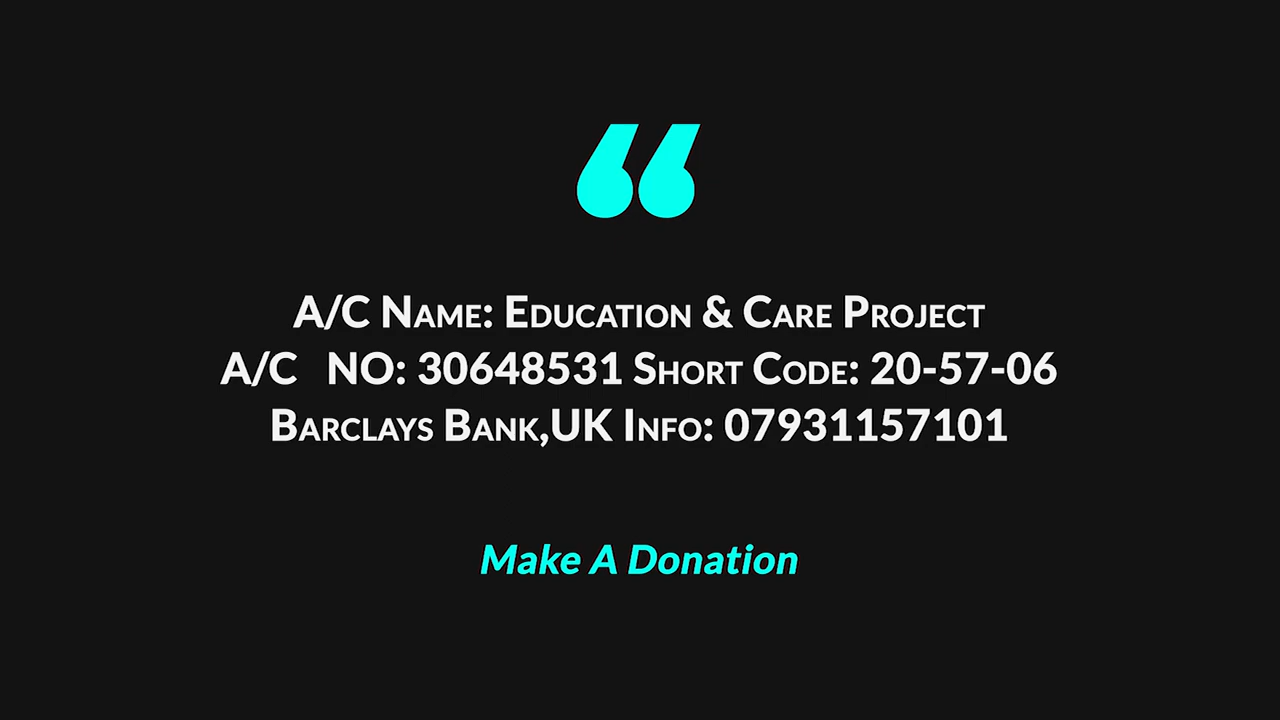 “
A/C Name: Education & Care Project
A/C NO: 30648531 Short Code: 20-57-06
Barclays Bank,UK Info: 07931157101
Make A Donation